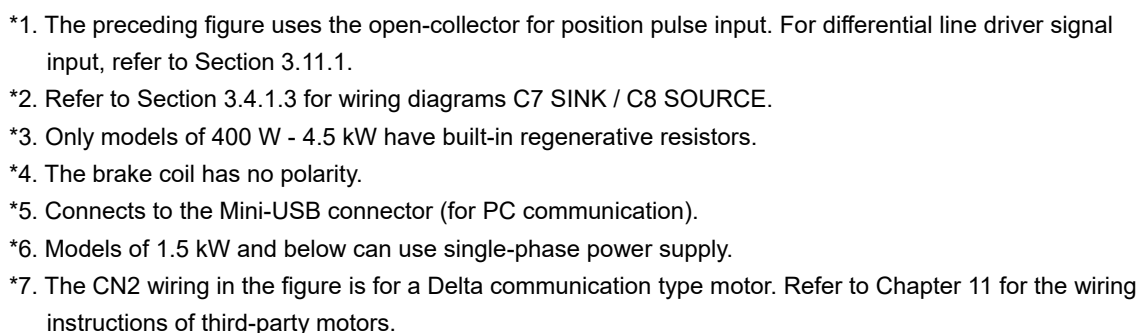 *1. The preceding figure uses the open-collector for position pulse input. For differential line driver signal
input, refer to Section 3.11.1.
*2. Refer to Section 3.4.1.3 for wiring diagrams C7 SINK / C8 SOURCE.
*3. Only models of 400 W - 4.5 kW have built-in regenerative resistors.
*4. The brake coil has no polarity.
*5. Connects to the Mini-USB connector (for PC communication).
*6. Models of 1.5 kW and below can use single-phase power supply.
*7. The CN2 wiring in the figure is for a Delta communication type motor. Refer to Chapter 11 for the wiring
instructions of third-party motors.